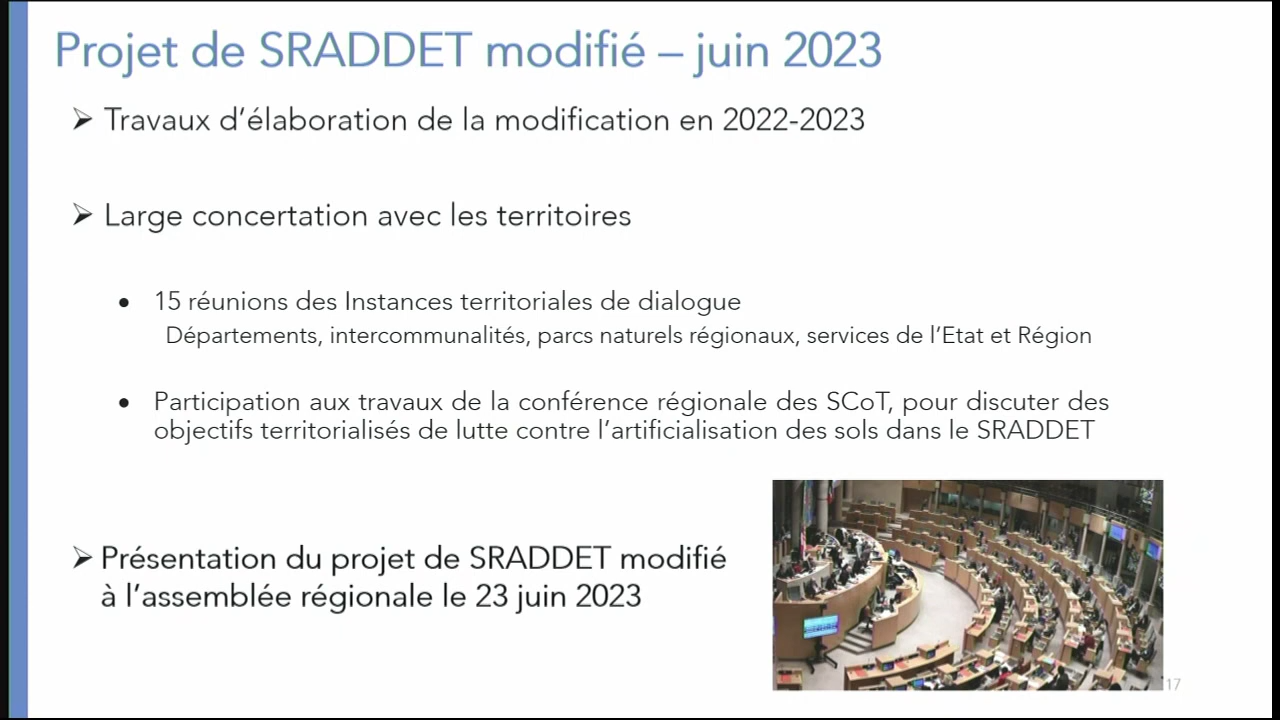 Projet de SRADDET modifié – juin 2023
➢ Travaux d’élaboration de la modification en 2022-2023
➢ Large concertation avec les territoires
• 15 réunions des Instances territoriales de dialogue
Départements, intercommunalités, parcs naturels régionaux, services de l’Etat et Région
• Participation aux travaux de la conférence régionale des SCoT, pour discuter des
objectifs territorialisés de lutte contre l’artificialisation des sols dans le SRADDET
➢ Présentation du projet de SRADDET modifié
à l’assemblée régionale le 23 juin 2023
17